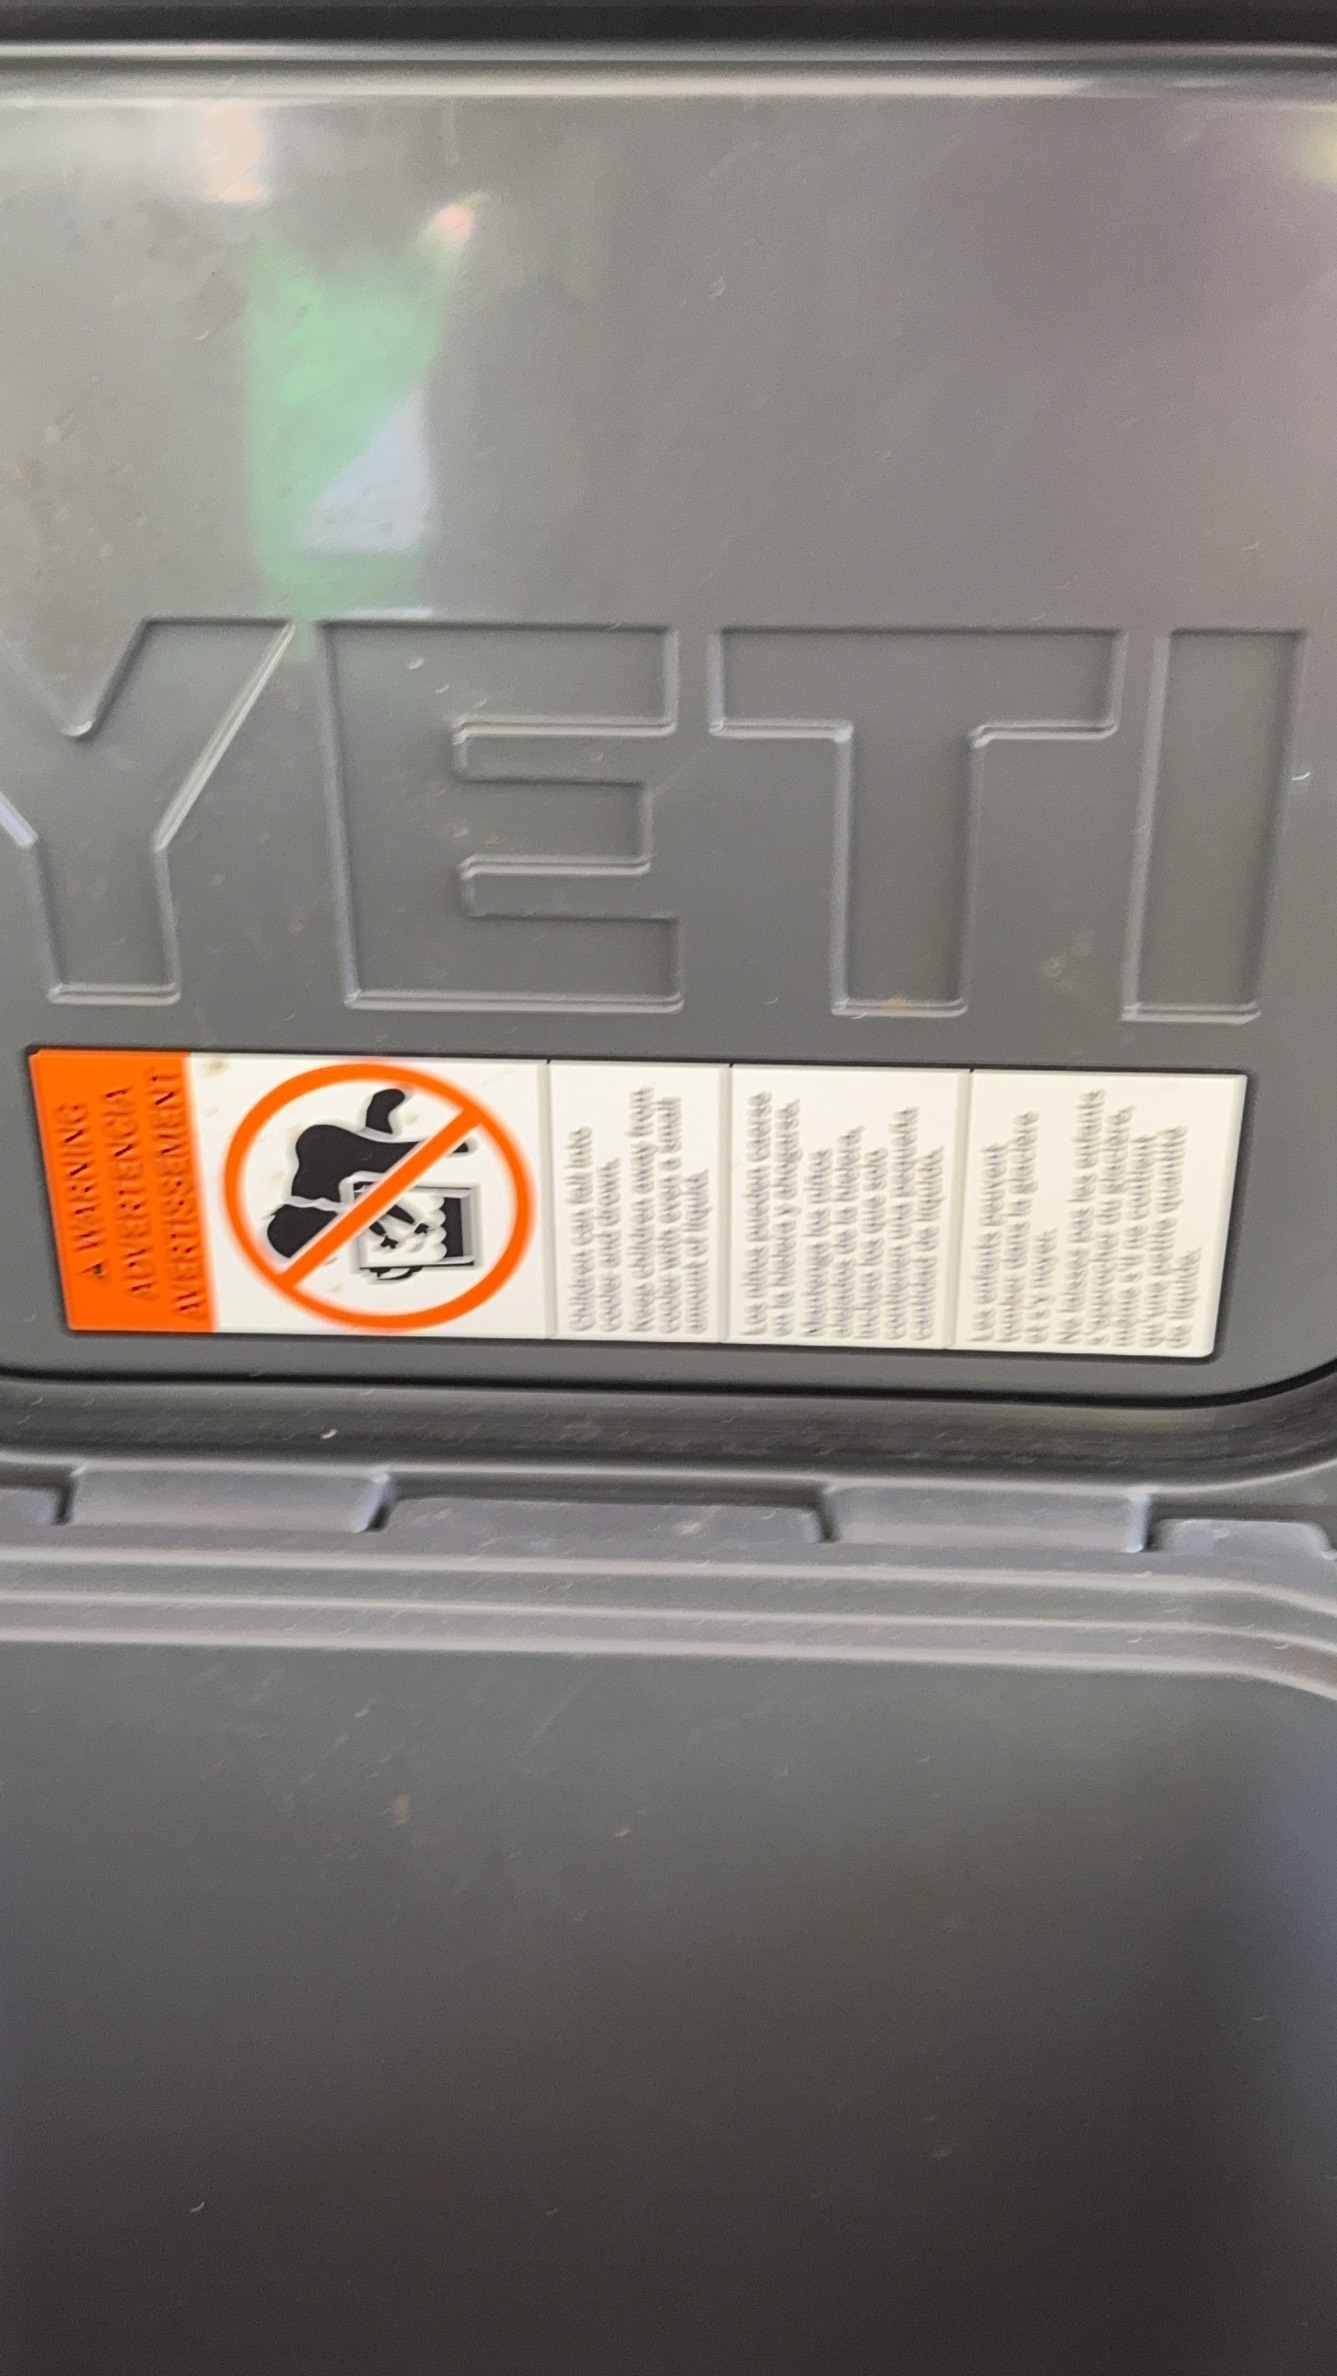 YETI
WARNING
ADVERTENCIA
AVERTISSEMENT
Children can fall into
cooler and drown.
Keep children away from
cooler with even a small
amount of liquid.
Los niños pueden caerse
en la hielera y ahogarse.
Mantenga los niños
alejados de la hielera,
incluso los que solo
contienen una pequeña
cantidad de líquido.
Les enfants peuvent
tomber dans la glacière
et s'y noyer.
Ne laissez pas les enfants
s'approcher du glacière,
même s'il ne contient
qu'une petite quantité
de liquide.